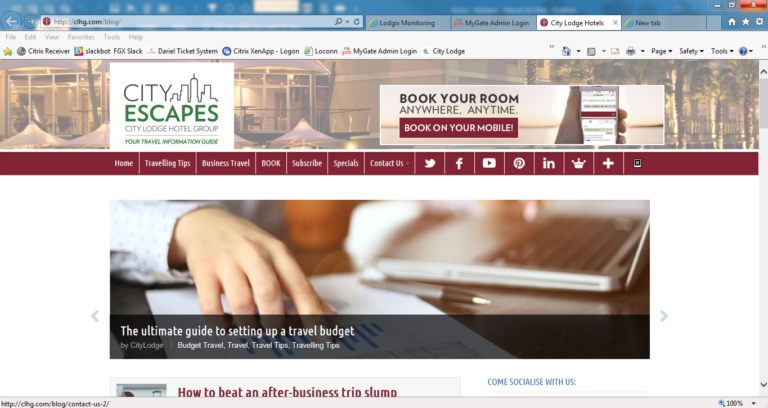 http://clhg.com/blog/
Lodgix Monitoring
MyGate Admin Login
City Lodge Hotels
New tab
File Edit View Favorites Tools Help
Citrix Receiver slackbot FGX Slack Dariel Ticket System Citrix XenApp - Logon Loconn MyGate Admin Login City Lodge
Page Safety Tools
CITY
ESCAPES
CITY LODGE HOTEL GROUP
YOUR TRAVEL INFORMATION GUIDE
BOOK YOUR ROOM
ANYWHERE, ANYTIME.
BOOK ON YOUR MOBILE!
Home Travelling Tips Business Travel BOOK Subscribe Specials Contact Us
The ultimate guide to setting up a travel budget
by CityLodge Budget Travel, Travel, Travel Tips, Travelling Tips
How to beat an after-business trip slump
COME SOCIALISE WITH US:
http://clhg.com/blog/contact-us-2/
100%